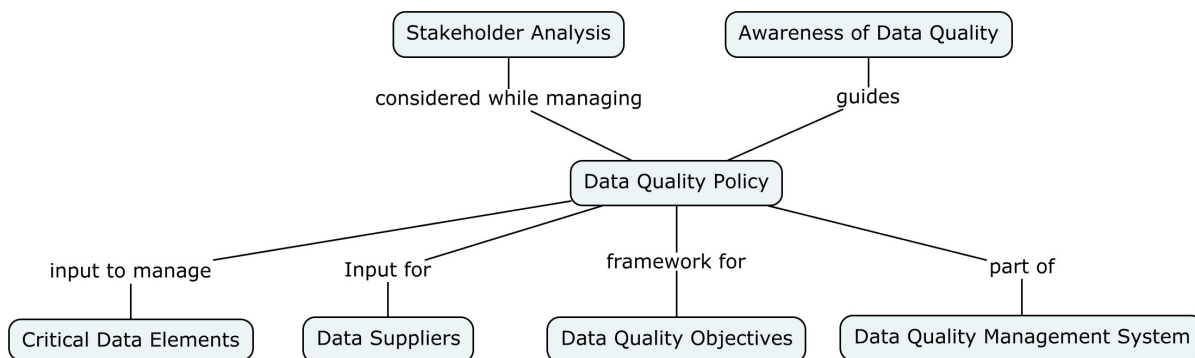 Stakeholder Analysis
Awareness of Data Quality
considered while managing
guides
Data Quality Policy
input to manage
Input for
framework for
part of
Critical Data Elements
Data Suppliers
Data Quality Objectives
Data Quality Management System